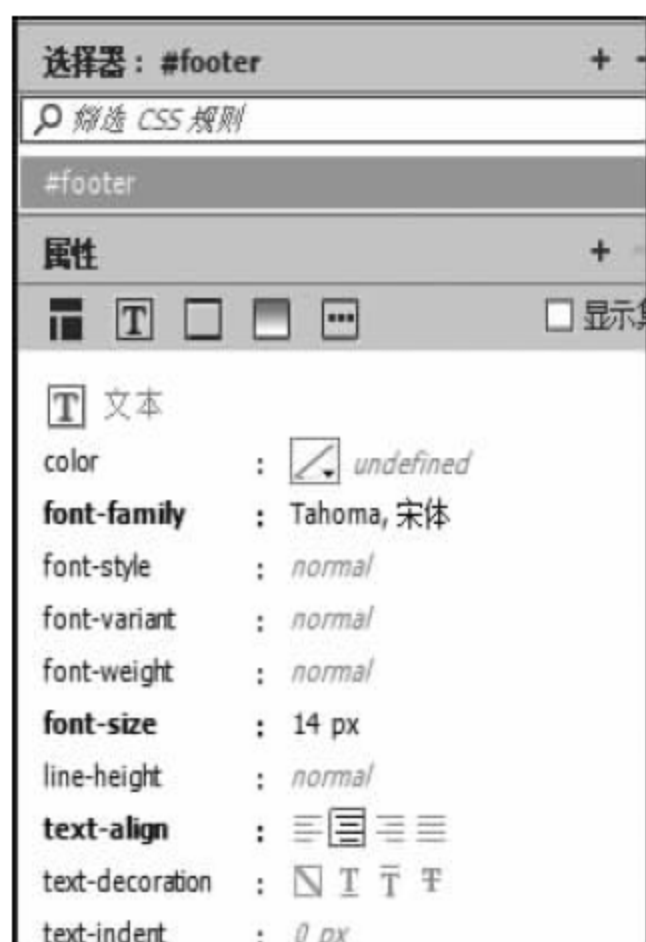 选择器： #footer + -
筛选 CSS 规则
#footer
属性 +
T 显示集
T 文本
color : undefined
font-family : Tahoma, 宋体
font-style : normal
font-variant : normal
font-weight : normal
font-size : 14 px
line-height : normal
text-align :
text-decoration : T T T
text-indent : 0 px